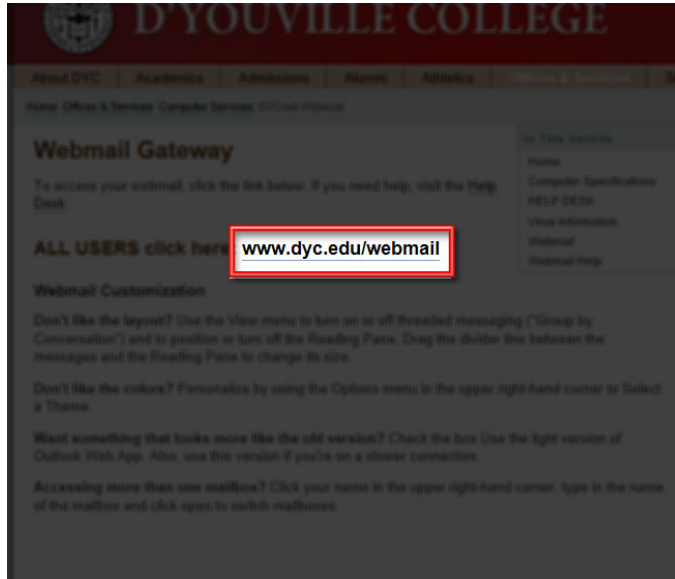 D'YOUVILLE COLLEGE
About DYC Academics Admissions Alumni Athletics Offices & Services
Home Offices & Services Computer Services DYCmail Webmail
Webmail Gateway
To access your webmail, click the link below. If you need help, visit the Help
Desk.
ALL USERS click here www.dyc.edu/webmail
In This Section
Home
Computer Specifications
HELP DESK
Virus Information
Webmail
Webmail Help
Webmail Customization
Don't like the layout? Use the View menu to turn on or off threaded messaging ("Group by
Conversation") and to position or turn off the Reading Pane. Drag the divider line between the
messages and the Reading Pane to change its size.
Don't like the colors? Personalize by using the Options menu in the upper right-hand corner to Select
a Theme.
Want something that looks more like the old version? Check the box Use the light version of
Outlook Web App. Also, use this version if you're on a slower connection.
Accessing more than one mailbox? Click your name in the upper right-hand corner, type in the name
of the mailbox and click open to switch mailboxes.